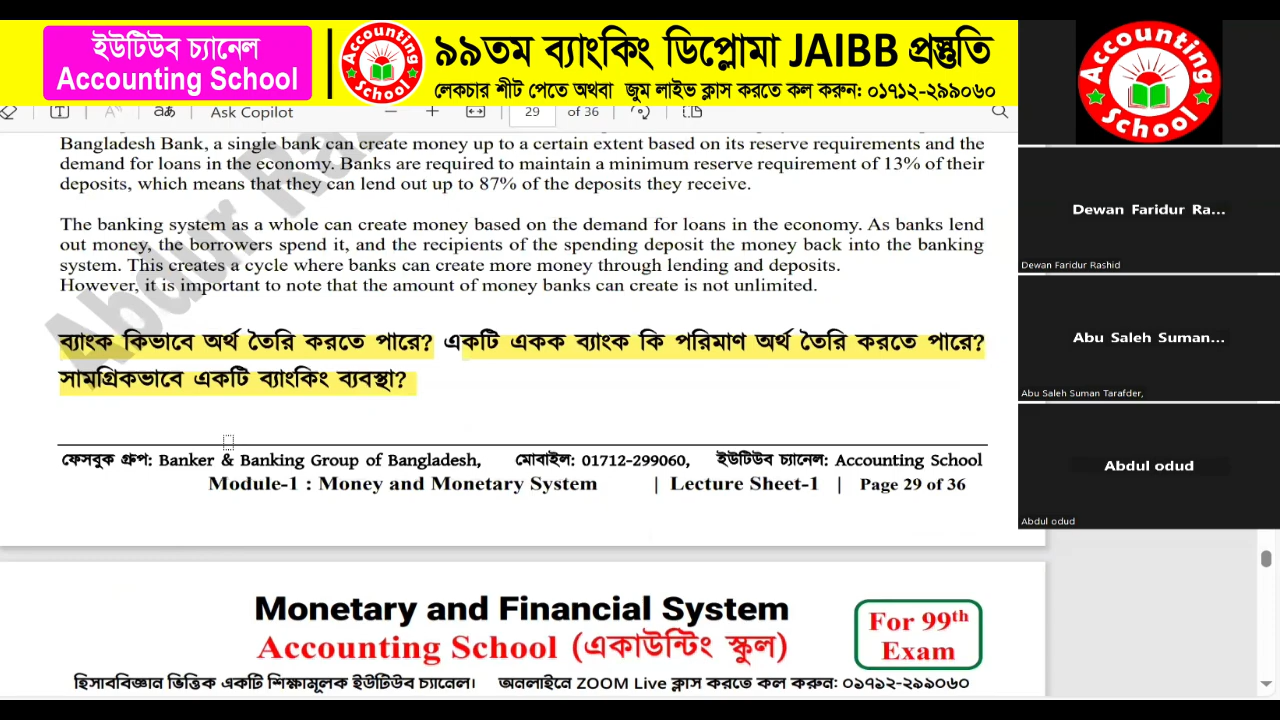 ইউটিউব চ্যানেল
Accounting School
Accounting School
৯৯তম ব্যাংকিং ডিপ্লোমা JAIBB প্রস্তুতি
লেকচার শীট পেতে অথবা জুম লাইভ ক্লাস করতে কল করুন: ০১৭১২-২৯৯০৬০
Accounting School
Ask Copilot
29 of 36
Bangladesh Bank, a single bank can create money up to a certain extent based on its reserve requirements and the
demand for loans in the economy. Banks are required to maintain a minimum reserve requirement of 13% of their
deposits, which means that they can lend out up to 87% of the deposits they receive.
The banking system as a whole can create money based on the demand for loans in the economy. As banks lend
out money, the borrowers spend it, and the recipients of the spending deposit the money back into the banking
system. This creates a cycle where banks can create more money through lending and deposits.
However, it is important to note that the amount of money banks can create is not unlimited.
ব্যাংক কিভাবে অর্থ তৈরি করতে পারে? একটি একক ব্যাংক কি পরিমাণ অর্থ তৈরি করতে পারে?
সামগ্রিকভাবে একটি ব্যাংকিং ব্যবস্থা?
ফেসবুক গ্রুপ: Banker & Banking Group of Bangladesh, মোবাইল: 01712-299060, ইউটিউব চ্যানেল: Accounting School
Module-1 : Money and Monetary System | Lecture Sheet-1 | Page 29 of 36
Monetary and Financial System
Accounting School (একাউন্টিং স্কুল)
For 99th
Exam
হিসাববিজ্ঞান ভিত্তিক একটি শিক্ষামূলক ইউটিউব চ্যানেল। অনলাইনে ZOOM Live ক্লাস করতে কল করুন: ০১৭১২-২৯৯০৬০
Dewan Faridur Ra...
Dewan Faridur Rashid
Abu Saleh Suman...
Abu Saleh Suman Tarafder,
Abdul odud
Abdul odud